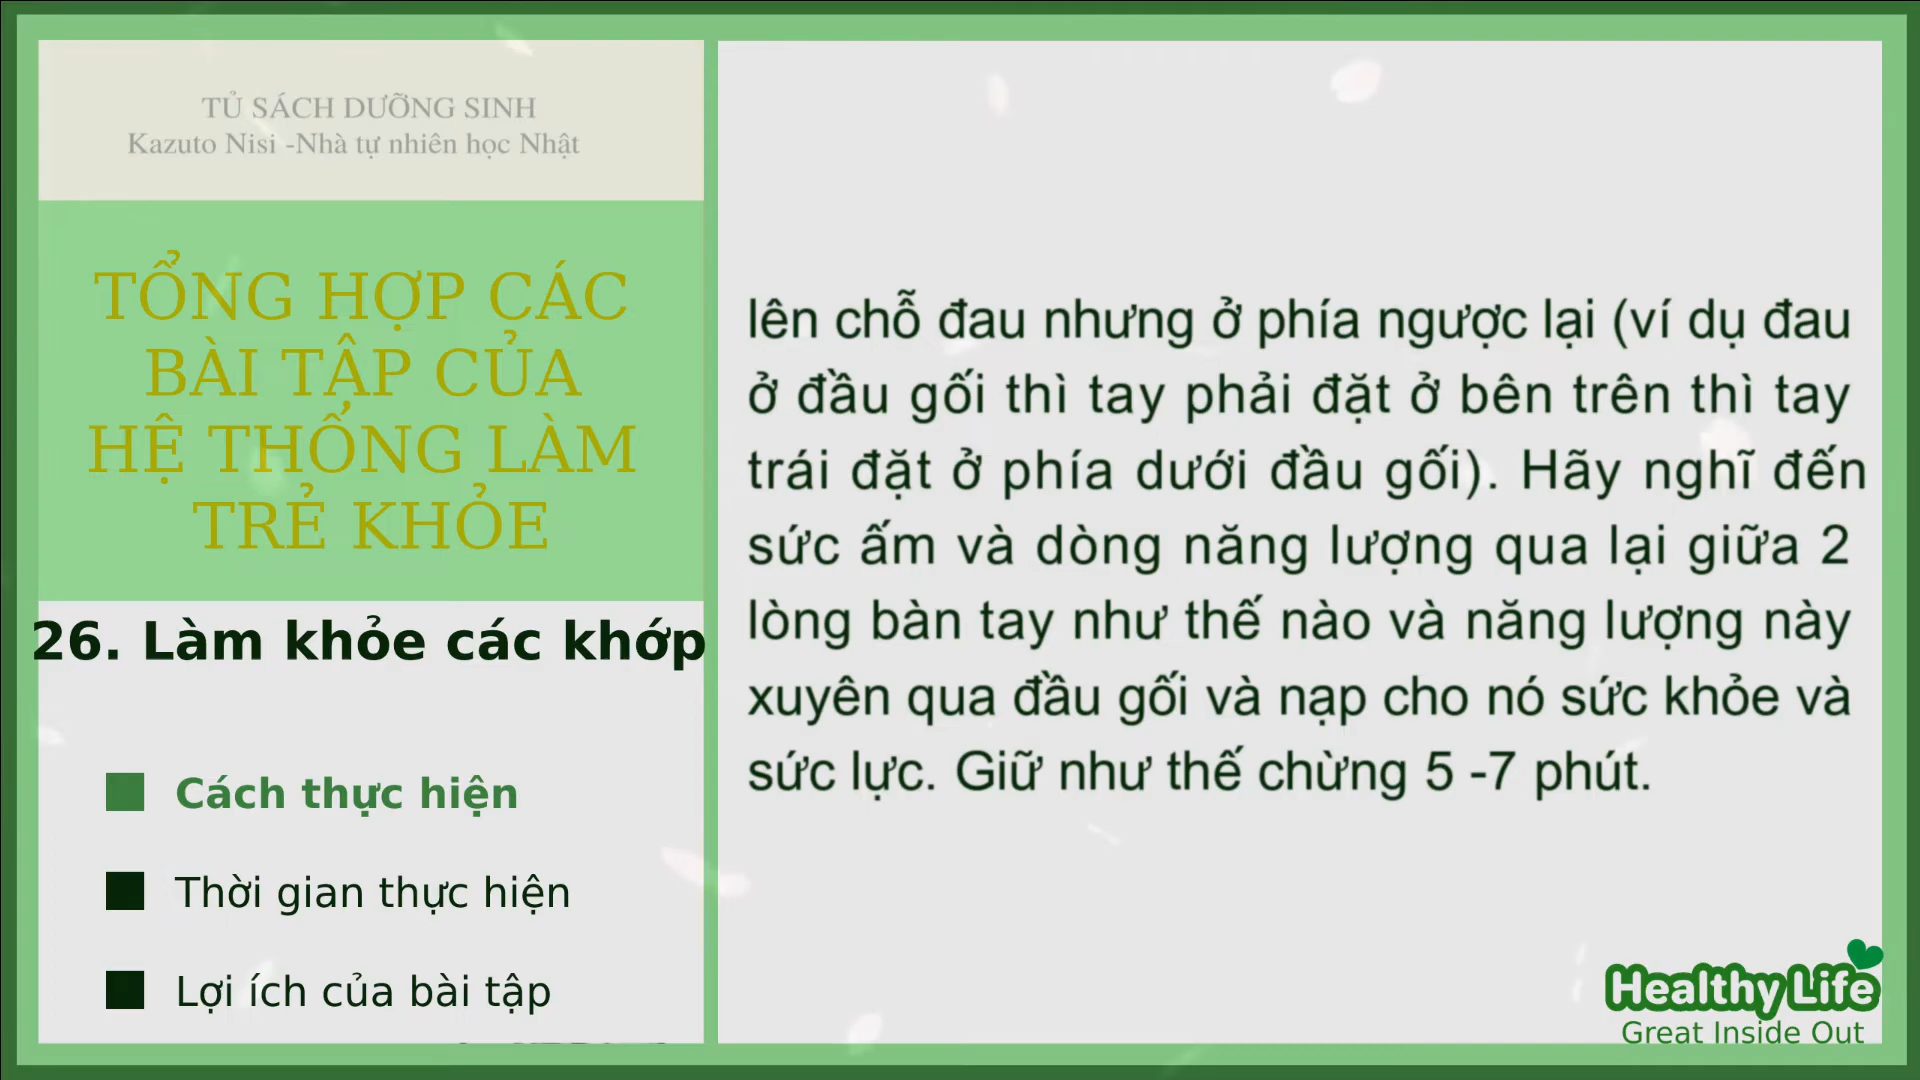 TỦ SÁCH DƯỠNG SINH
Kazuto Nisi -Nhà tự nhiên học Nhật
TỔNG HỢP CÁC
BÀI TẬP CỦA
HỆ THỐNG LÀM
TRẺ KHỎE
26. Làm khỏe các khớp
Cách thực hiện
Thời gian thực hiện
Lợi ích của bài tập
lên chỗ đau nhưng ở phía ngược lại (ví dụ đau
ở đầu gối thì tay phải đặt ở bên trên thì tay
trái đặt ở phía dưới đầu gối). Hãy nghĩ đến
sức ấm và dòng năng lượng qua lại giữa 2
lòng bàn tay như thế nào và năng lượng này
xuyên qua đầu gối và nạp cho nó sức khỏe và
sức lực. Giữ như thế chừng 5 -7 phút.
Healthy Life
Great Inside Out